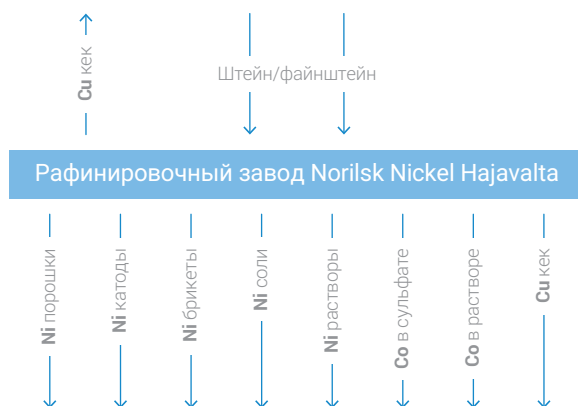 Cu кек
Штейн/файнштейн
Рафинировочный завод Norilsk Nickel Hajavalta
Ni порошки
Ni катоды
Ni брикеты
Ni соли
Ni растворы
Co в сульфате
Co в растворе
Cu кек